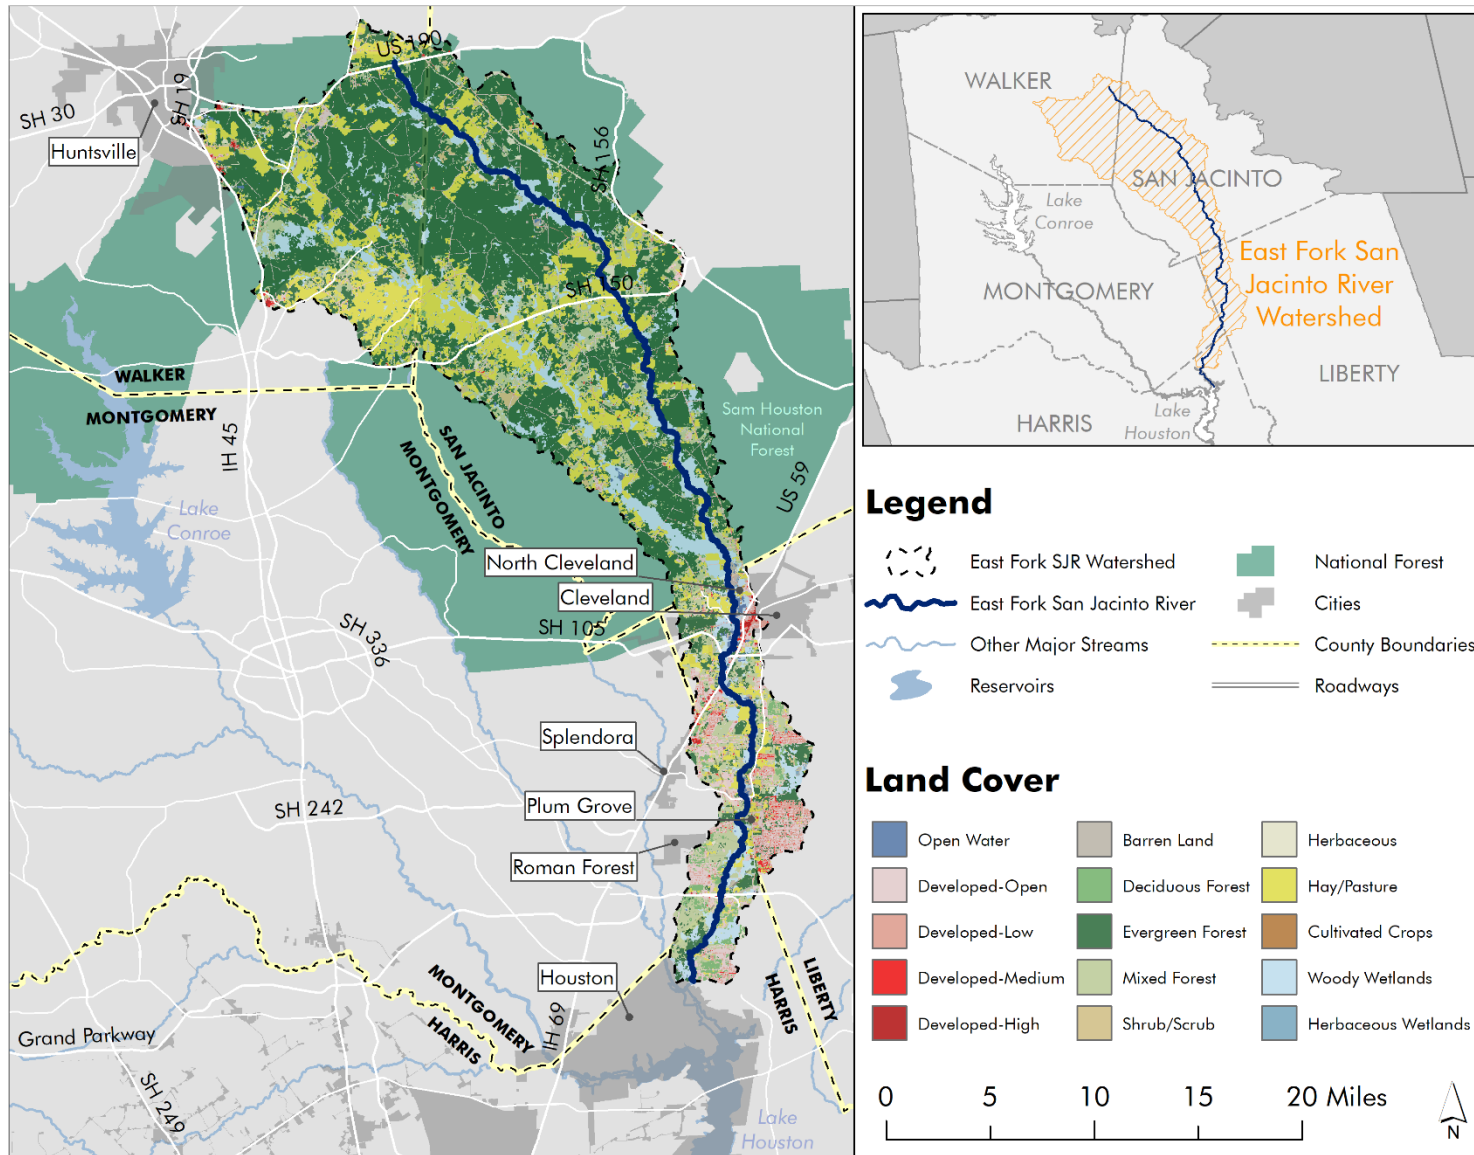 US 190
SH 19
SH 30
Huntsville
SH 156
SH 150
WALKER
MONTGOMERY
IH 45
SAN JACINTO
MONTGOMERY
Sam Houston
National
Forest
US 59
Lake
Conroe
North Cleveland
Cleveland
SH 105
SH 336
Splendora
SH 242
Plum Grove
Roman Forest
Houston
MONTGOMERY
HARRIS
IH 69
LIBERTY
HARRIS
Grand Parkway
SH 249
Lake
Houston
WALKER
SAN JACINTO
Lake
Conroe
MONTGOMERY
East Fork San
Jacinto River
Watershed
LIBERTY
HARRIS
Lake
Houston
Legend
East Fork SJR Watershed
East Fork San Jacinto River
Other Major Streams
Reservoirs
National Forest
Cities
County Boundaries
Roadways
Land Cover
Open Water
Developed-Open
Developed-Low
Developed-Medium
Developed-High
Barren Land
Deciduous Forest
Evergreen Forest
Mixed Forest
Shrub/Scrub
Herbaceous
Hay/Pasture
Cultivated Crops
Woody Wetlands
Herbaceous Wetlands
0 5 10 15 20 Miles
N